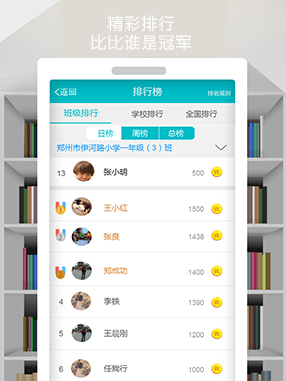 精彩排行
比比谁是冠军
返回 排行榜 排名规则
班级排行 学校排行 全国排行
日榜 周榜 总榜
郑州市伊河路小学一年级（3）班
13 张小明 500
1 王小红 1500
2 张良 1438
郑成功 1400
4 李铁 1390
5 王晨刚 1200
6 任我行 1000